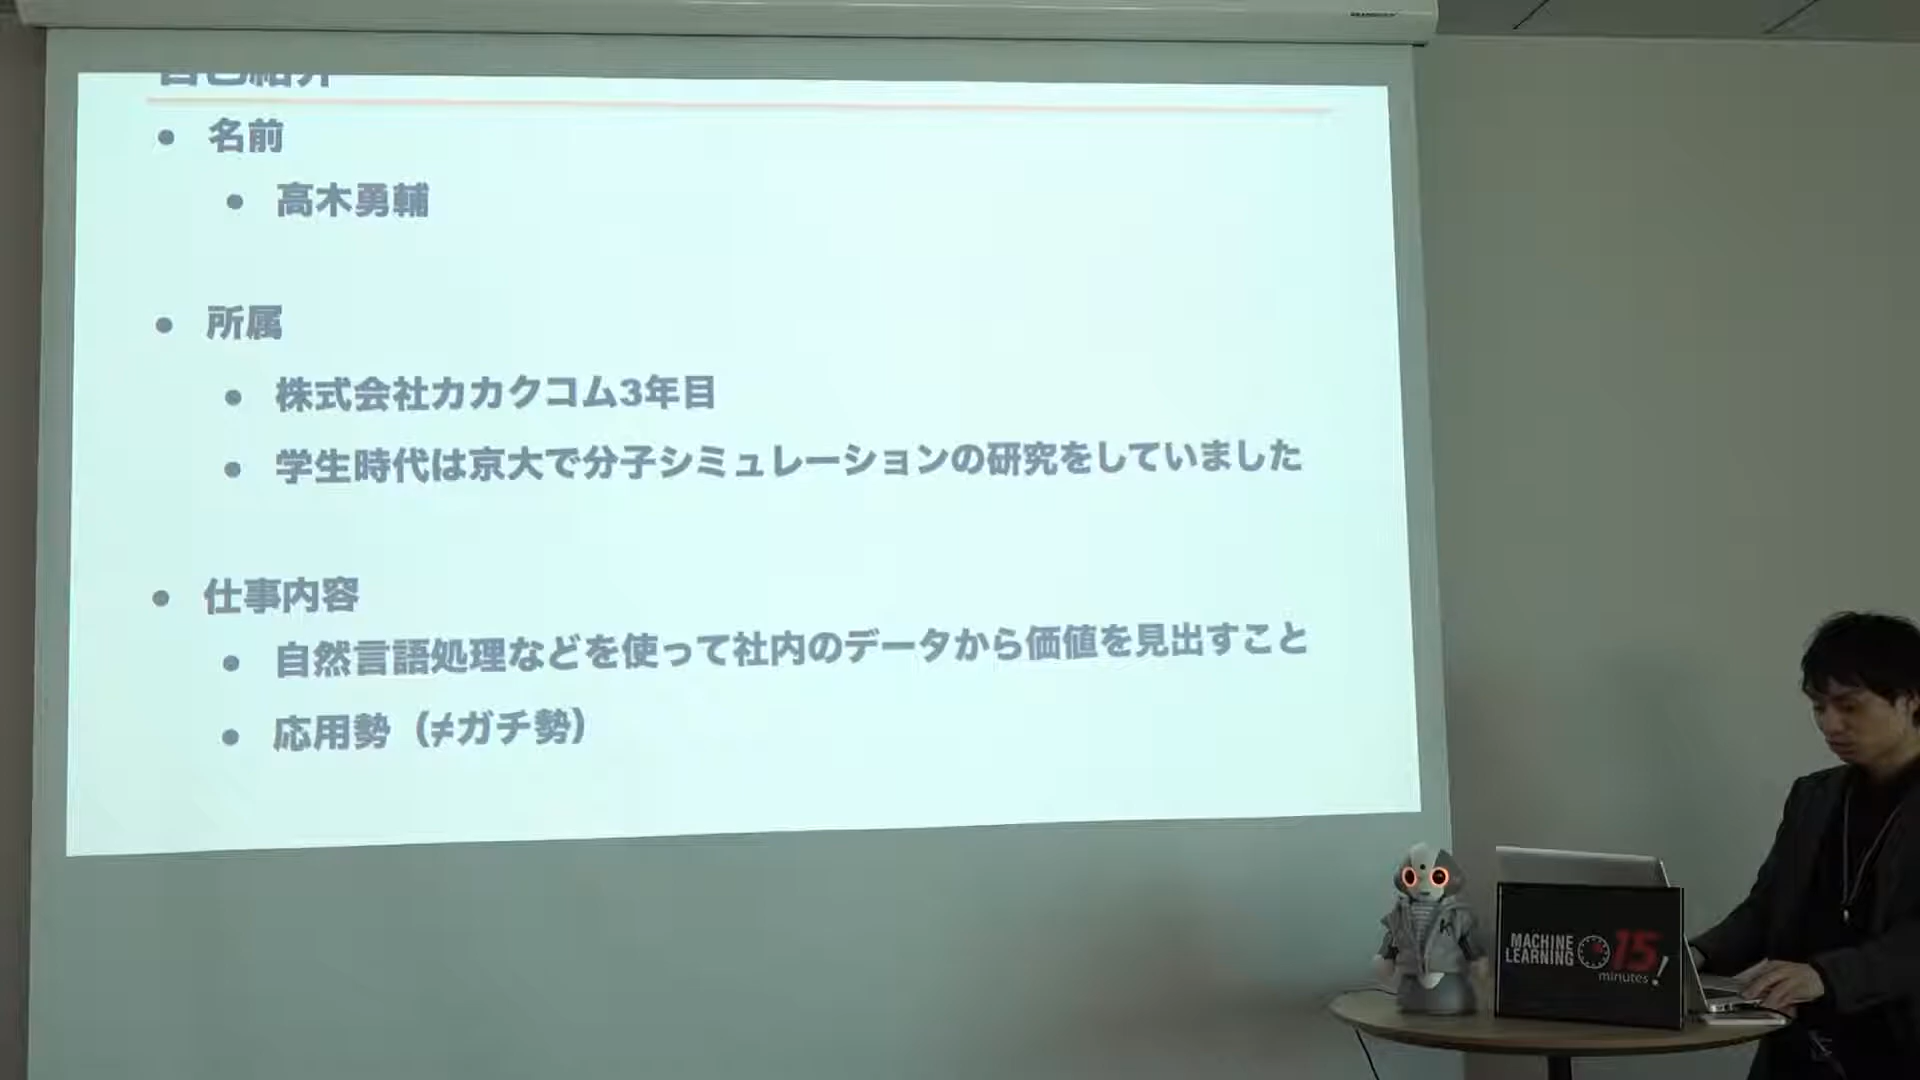 自己紹介
● 名前
● 高木勇輔
● 所属
● 株式会社カカクコム3年目
● 学生時代は京大で分子シミュレーションの研究をしていました
● 仕事内容
● 自然言語処理などを使って社内のデータから価値を見出すこと
● 応用勢（≠ガチ勢）
MACHINE
LEARNING
15
minutes!
K